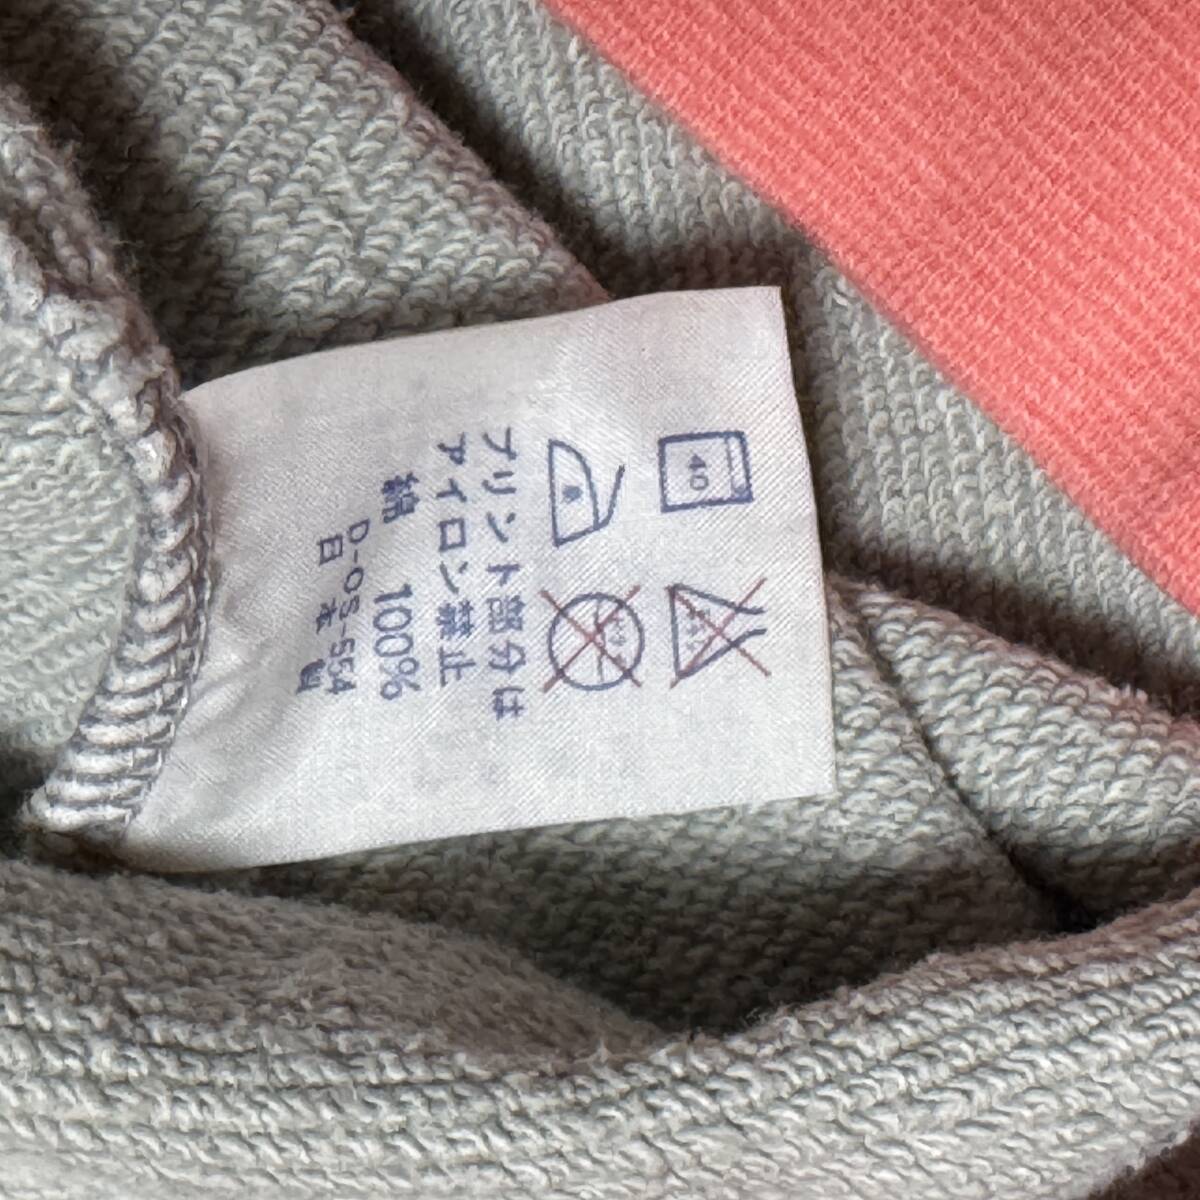 40
プリント部分は
アイロン禁止
綿 100%
D-OS-554
日本製